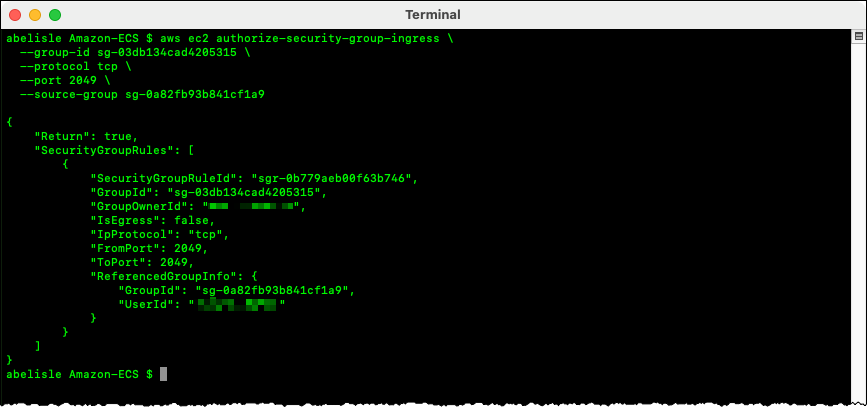 Terminal
abelisle Amazon-ECS $ aws ec2 authorize-security-group-ingress \
  --group-id sg-03db134cad4205315 \
  --protocol tcp \
  --port 2049 \
  --source-group sg-0a82fb93b841cf1a9
{
    "Return": true,
    "SecurityGroupRules": [
        {
            "SecurityGroupRuleId": "sgr-0b779aeb00f63b746",
            "GroupId": "sg-03db134cad4205315",
            "GroupOwnerId": "",
            "IsEgress": false,
            "IpProtocol": "tcp",
            "FromPort": 2049,
            "ToPort": 2049,
            "ReferencedGroupInfo": {
                "GroupId": "sg-0a82fb93b841cf1a9",
                "UserId": ""
            }
        }
    ]
}
abelisle Amazon-ECS $